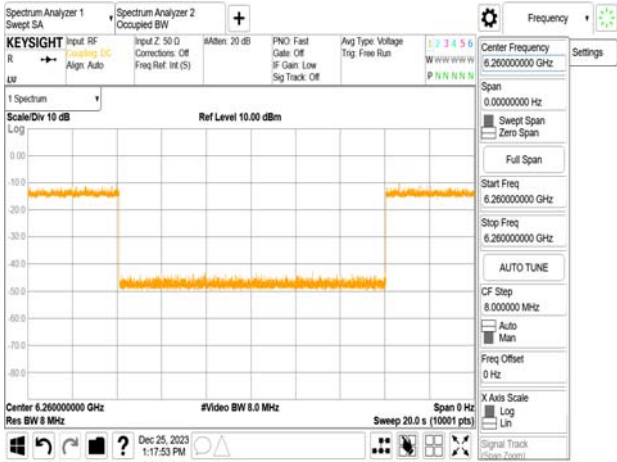 Spectrum Analyzer 1
Swept SA
Spectrum Analyzer 2
Occupied BW
+
Frequency
KEYSIGHT
R
Input: RF
Coupling: DC
Align: Auto
Input Z: 50 Ω
Corrections: Off
Freq Ref: Int (S)
#Atten: 20 dB
PNO: Fast
Gate: Off
IF Gain: Low
Sig Track: Off
Avg Type: Voltage
Trig: Free Run
1 2 3 4 5 6
W W W W W W
P N N N N N
1 Spectrum
Scale/Div 10 dB
Ref Level 10.00 dBm
Log
0.00
-10.0
-20.0
-30.0
-40.0
-50.0
-60.0
-70.0
-80.0
Center 6.260000000 GHz
#Video BW 8.0 MHz
Span 0 Hz
Res BW 8 MHz
Sweep 20.0 s (10001 pts)
Dec 25, 2023
1:17:53 PM
?
Center Frequency
6.260000000 GHz
Settings
Span
0.00000000 Hz
Swept Span
Zero Span
Full Span
Start Freq
6.260000000 GHz
Stop Freq
6.260000000 GHz
AUTO TUNE
CF Step
8.000000 MHz
Auto
Man
Freq Offset
0 Hz
X Axis Scale
Log
Lin
Signal Track
(Span Zoom)